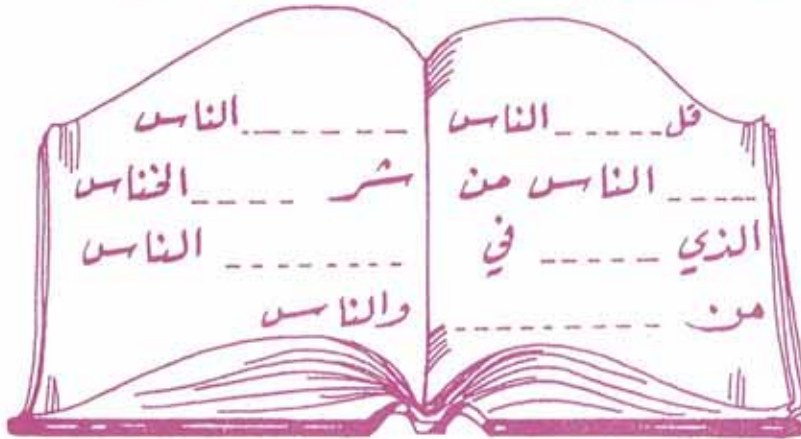 قل ----- الناس --------- الناس
----- الناس من شر ---- الخناس
الذي ------ في --------- الناس
من ----------- والناس